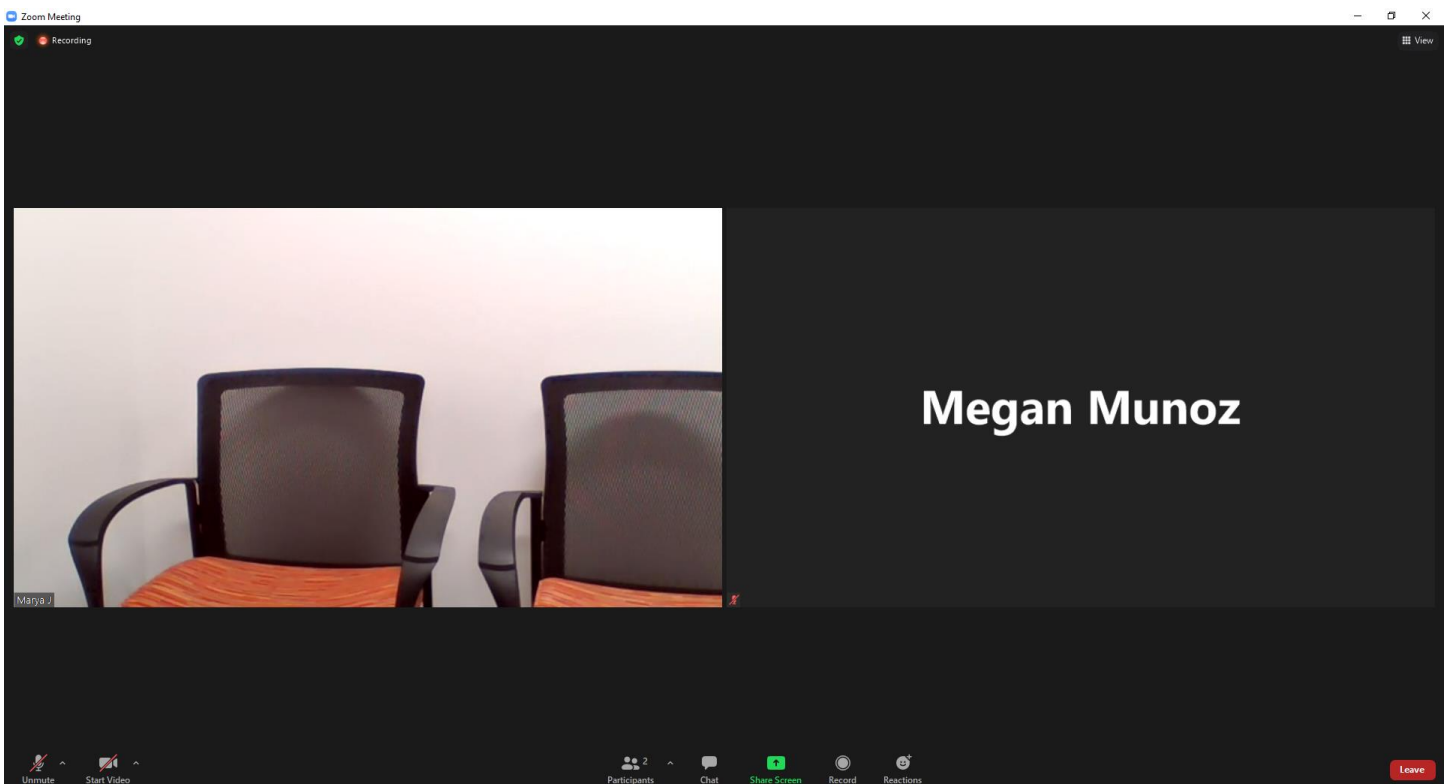 Zoom Meeting
Recording
View
Megan Munoz
Marya J
Unmute
Start Video
2
Participants
Chat
Share Screen
Record
Reactions
Leave